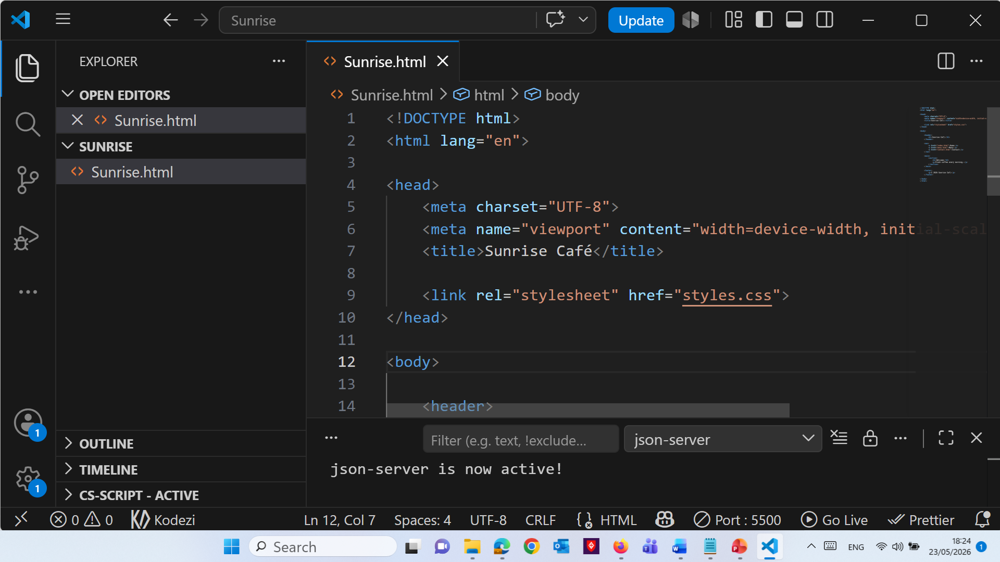 Sunrise
Update
EXPLORER
OPEN EDITORS
Sunrise.html
SUNRISE
Sunrise.html
OUTLINE
TIMELINE
CS-SCRIPT - ACTIVE
Sunrise.html
Sunrise.html > html > body
1 <!DOCTYPE html>
2 <html lang="en">
3
4 <head>
5 <meta charset="UTF-8">
6 <meta name="viewport" content="width=device-width, initial-scal
7 <title>Sunrise Café</title>
8
9 <link rel="stylesheet" href="styles.css">
10 </head>
11
12 <body>
13
14 <header>
Filter (e.g. text, !exclude...
json-server
json-server is now active!
1
1
0 0 Kodezi Ln 12, Col 7 Spaces: 4 UTF-8 CRLF HTML Port : 5500 Go Live Prettier
Search
ENG
18:24
23/05/2026
1